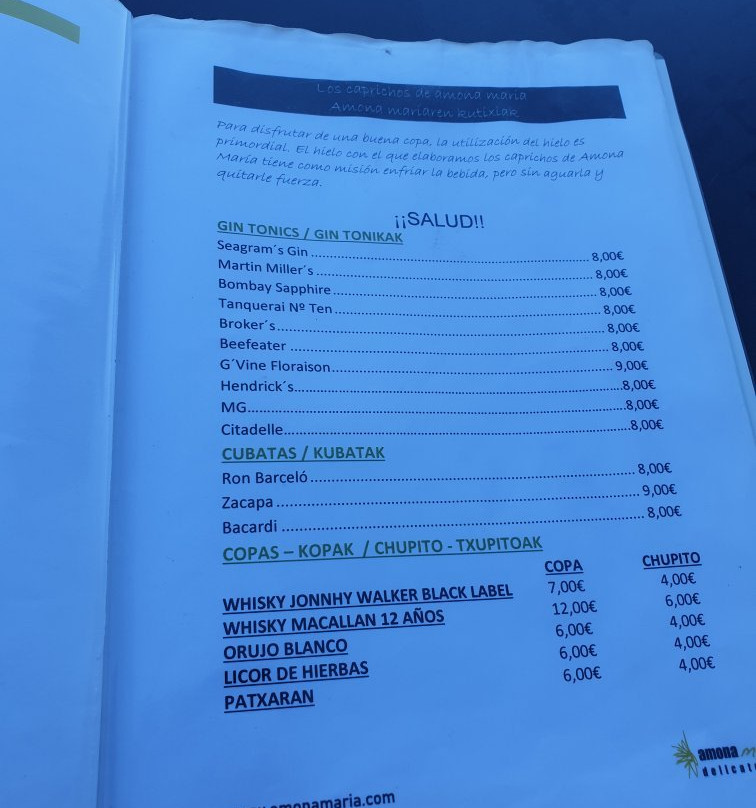 Los caprichos de amona maria
Amona mariaren kutixiak
Para disfrutar de una buena copa, la utilización del hielo es
primordial. El hielo con el que elaboramos los caprichos de Amona
María tiene como misión enfriar la bebida, pero sin aguarla y
quitarle fuerza.
¡¡SALUD!!
GIN TONICS / GIN TONIKAK
Seagram´s Gin 8,00€
Martin Miller´s 8,00€
Bombay Sapphire 8,00€
Tanquerai Nº Ten 8,00€
Broker´s 8,00€
Beefeater 8,00€
G´Vine Floraison 9,00€
Hendrick´s 8,00€
MG 8,00€
Citadelle 8,00€
CUBATAS / KUBATAK
Ron Barceló 8,00€
Zacapa 9,00€
Bacardi 8,00€
COPAS – KOPAK / CHUPITO - TXUPITOAK
COPA CHUPITO
WHISKY JONNHY WALKER BLACK LABEL 7,00€ 4,00€
WHISKY MACALLAN 12 AÑOS 12,00€ 6,00€
ORUJO BLANCO 6,00€ 4,00€
LICOR DE HIERBAS 6,00€ 4,00€
PATXARAN 6,00€ 4,00€
amona m
delicat
monamaria.com